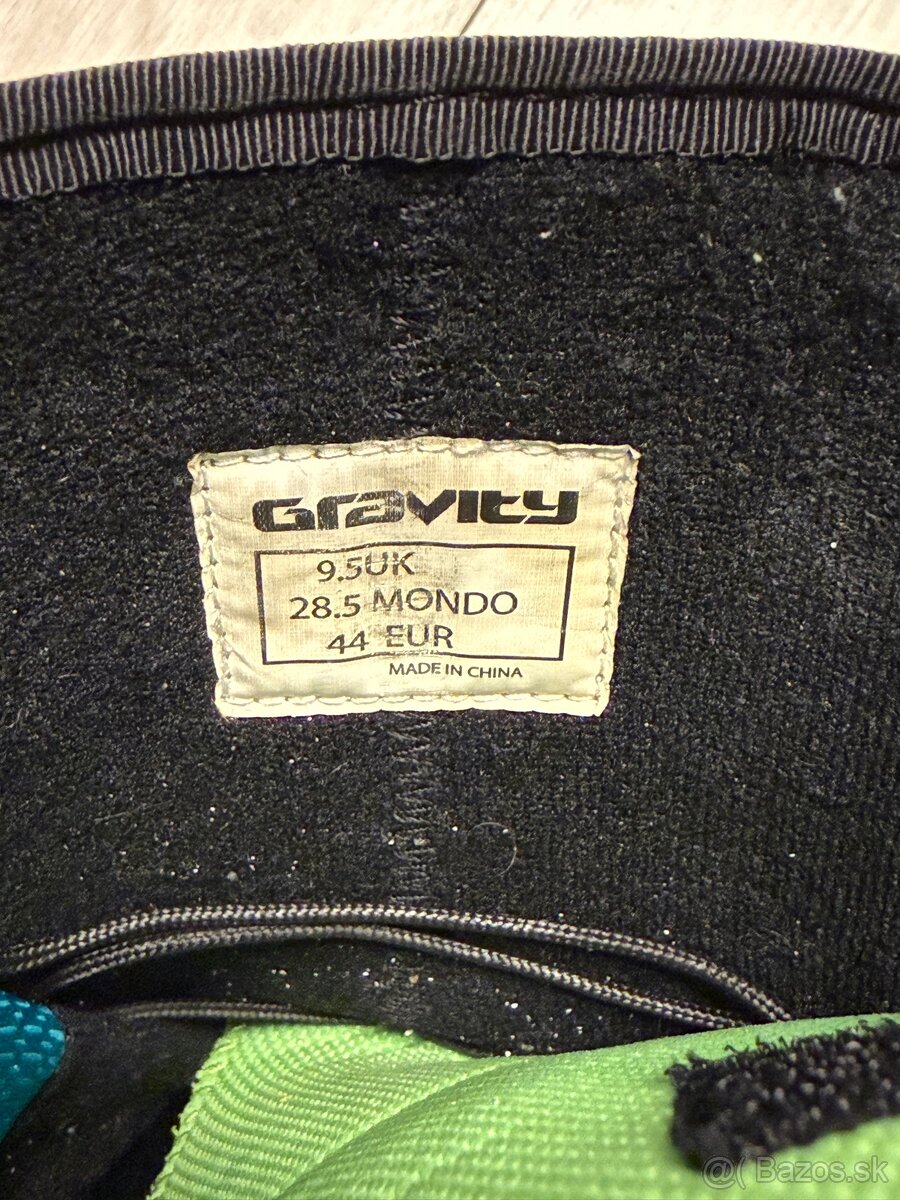 Gravity
9.5UK
28.5 MONDO
44 EUR
MADE IN CHINA
@( Bazos.sk